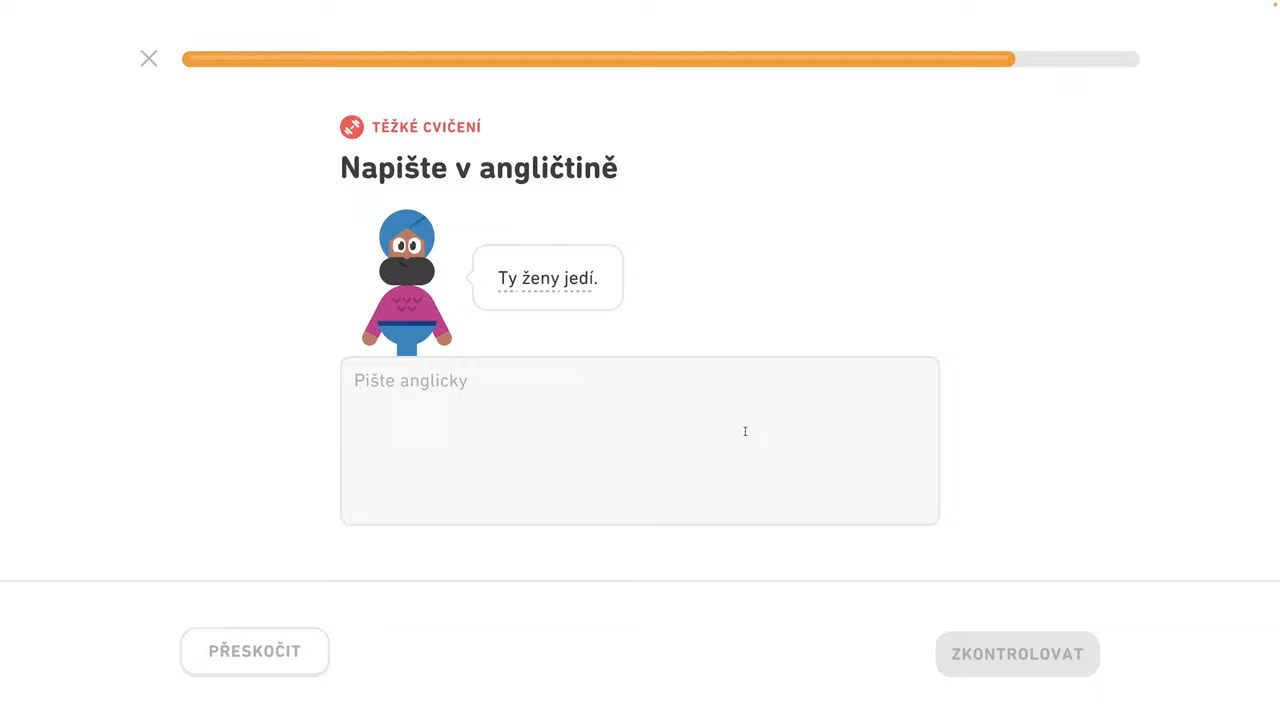 TĚŽKÉ CVIČENÍ
Napište v angličtině
Ty ženy jedí.
Pište anglicky
PŘESKOČIT
ZKONTROLOVAT